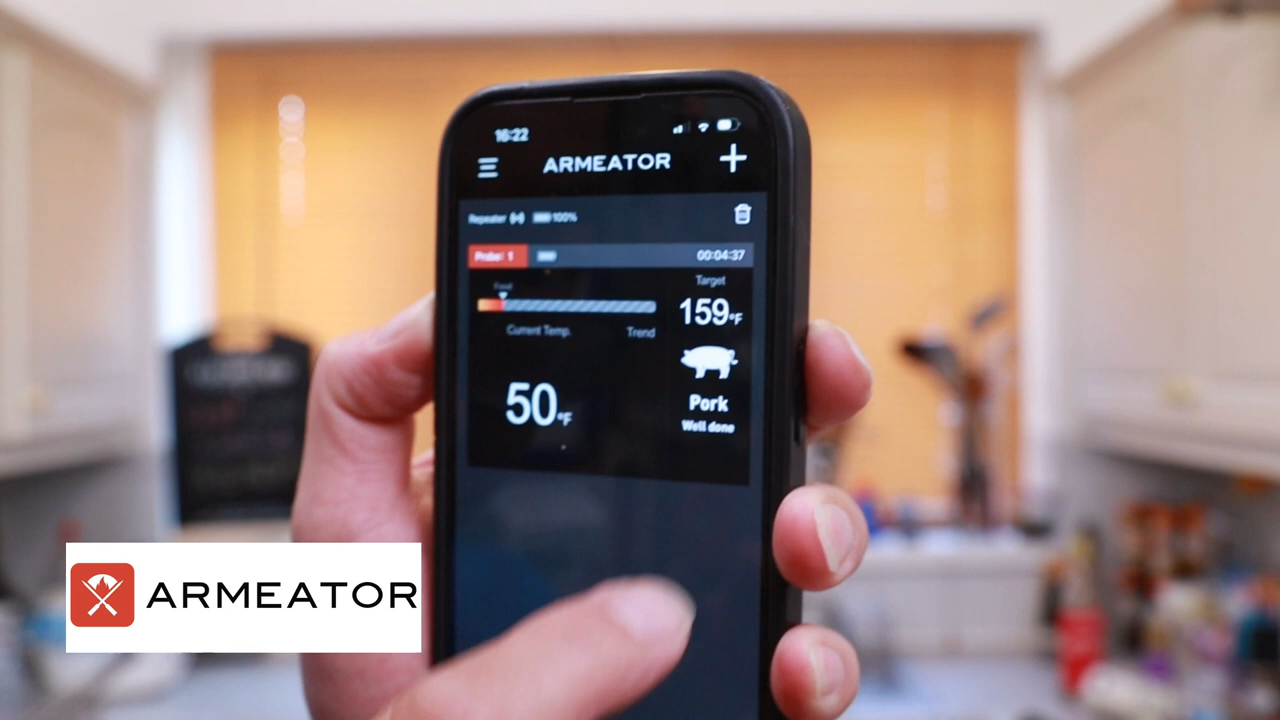 16:22
ARMEATOR
Repeater 100%
Probe: 1 00:04:37
Food
Target
159°F
Current Temp. Trend
50°F
Pork
Well done
ARMEATOR